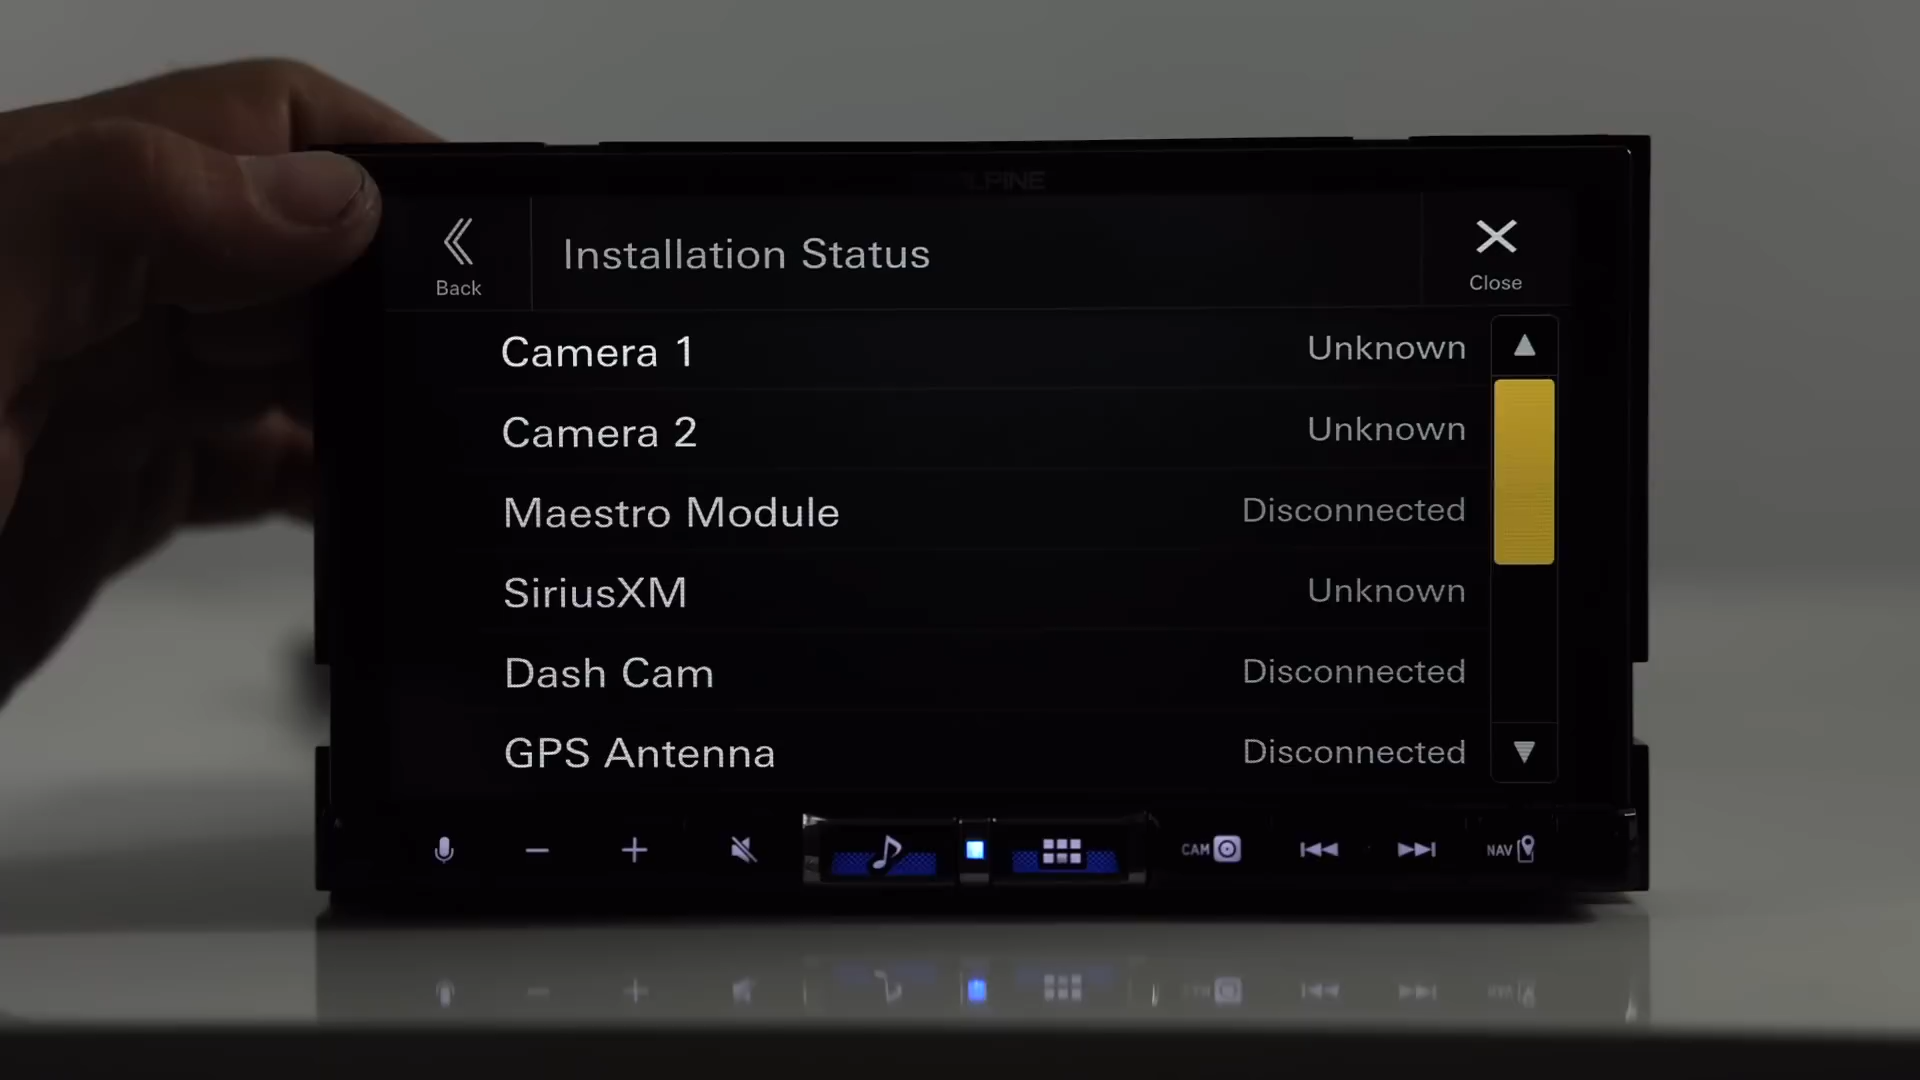 ALPINE
Back
Installation Status
Close
Camera 1 Unknown
Camera 2 Unknown
Maestro Module Disconnected
SiriusXM Unknown
Dash Cam Disconnected
GPS Antenna Disconnected
CAM
NAV